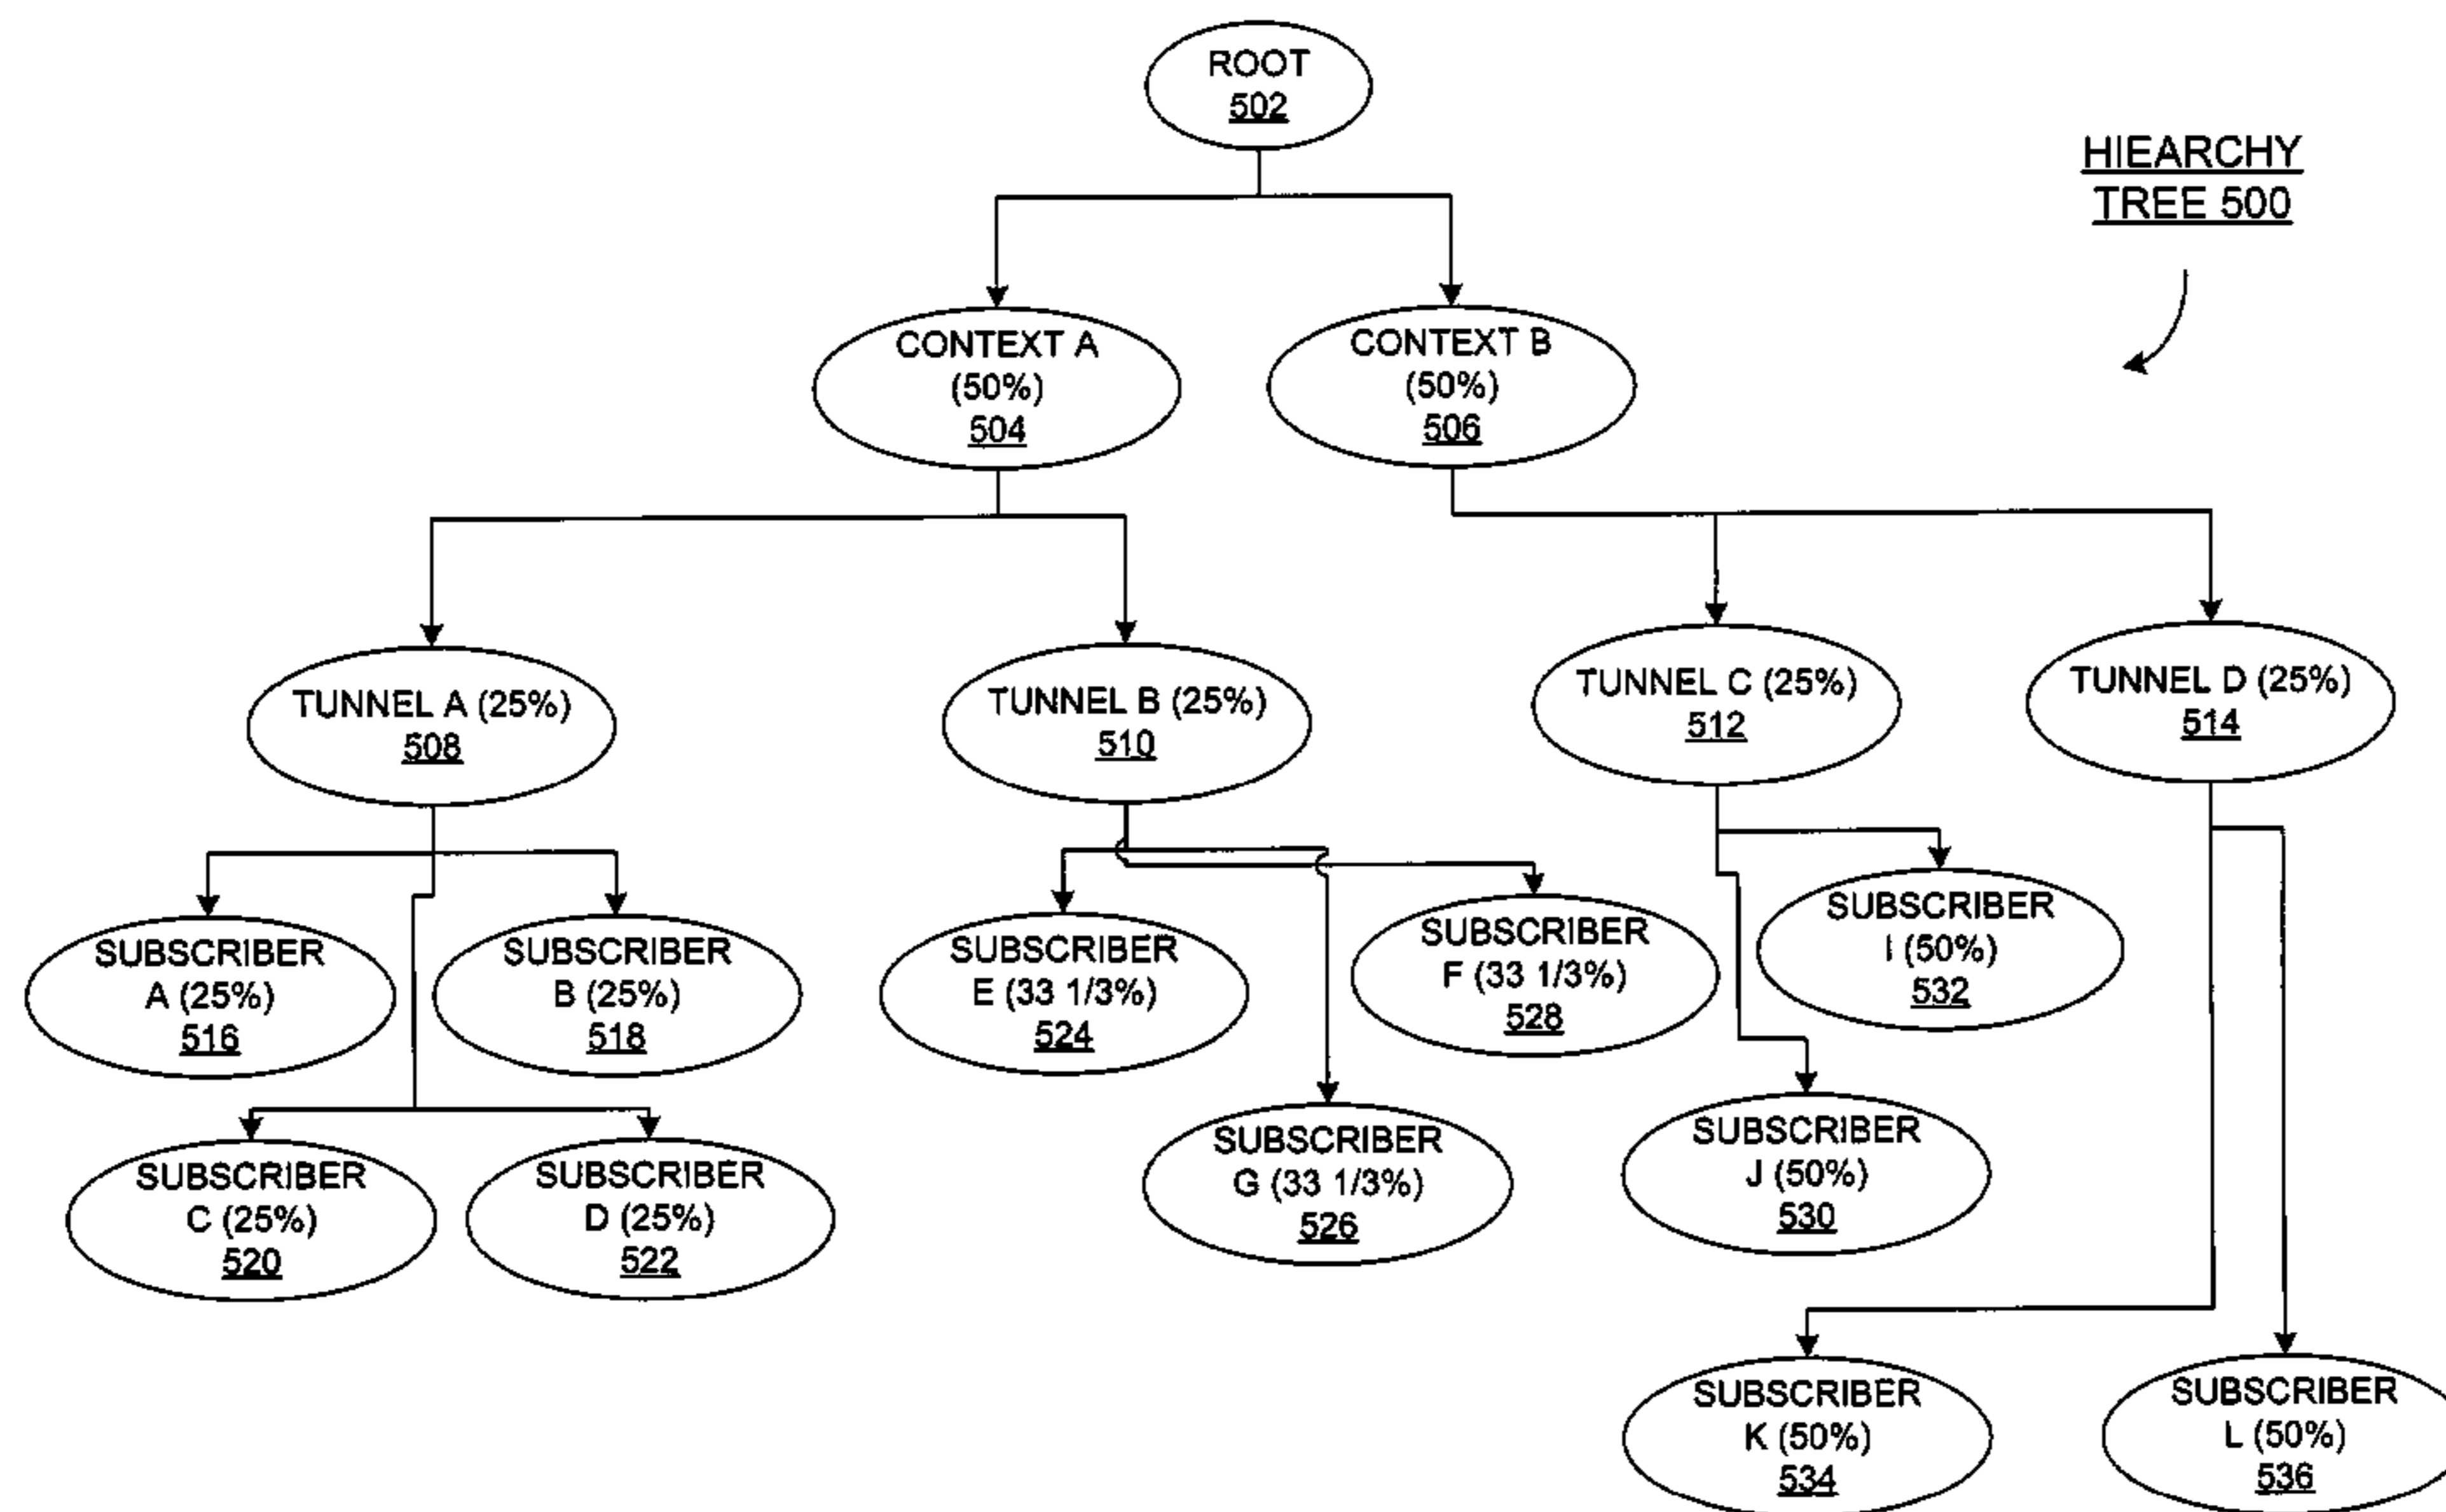 ROOT
502
HIEARCHY
TREE 500
CONTEXT A
(50%)
504
CONTEXT B
(50%)
506
TUNNEL A (25%)
508
TUNNEL B (25%)
510
TUNNEL C (25%)
512
TUNNEL D (25%)
514
SUBSCRIBER
A (25%)
516
SUBSCRIBER
B (25%)
518
SUBSCRIBER
E (33 1/3%)
524
SUBSCRIBER
F (33 1/3%)
528
SUBSCRIBER
I (50%)
532
SUBSCRIBER
C (25%)
520
SUBSCRIBER
D (25%)
522
SUBSCRIBER
G (33 1/3%)
526
SUBSCRIBER
J (50%)
530
SUBSCRIBER
K (50%)
534
SUBSCRIBER
L (50%)
536